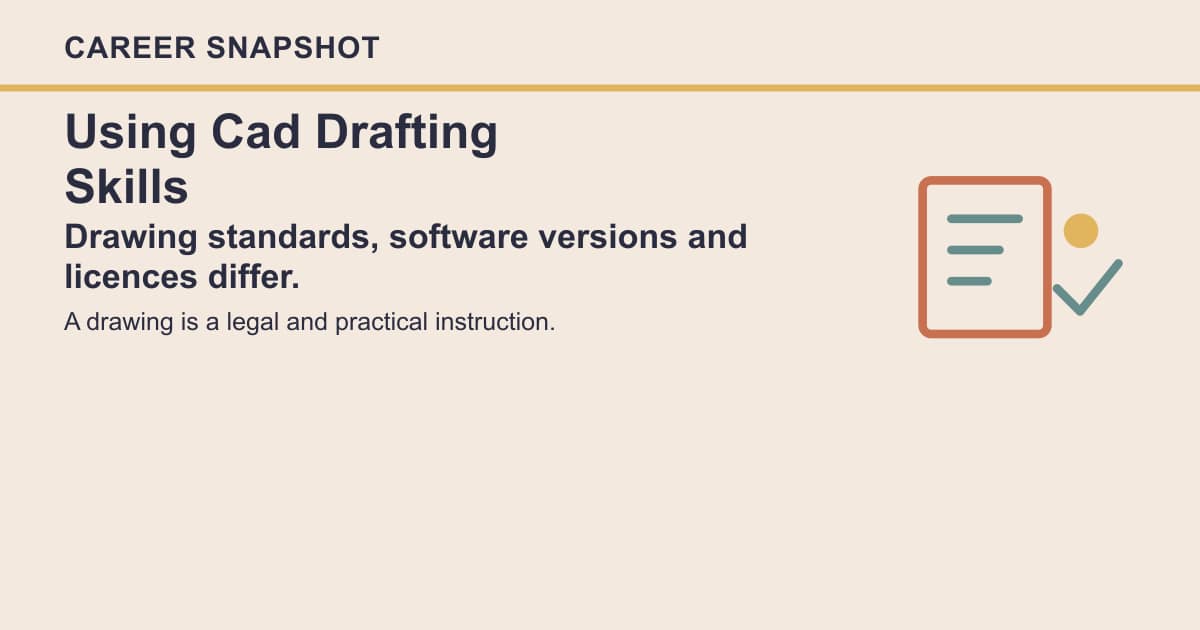 CAREER SNAPSHOT
Using Cad Drafting
Skills
Drawing standards, software versions and
licences differ.
A drawing is a legal and practical instruction.